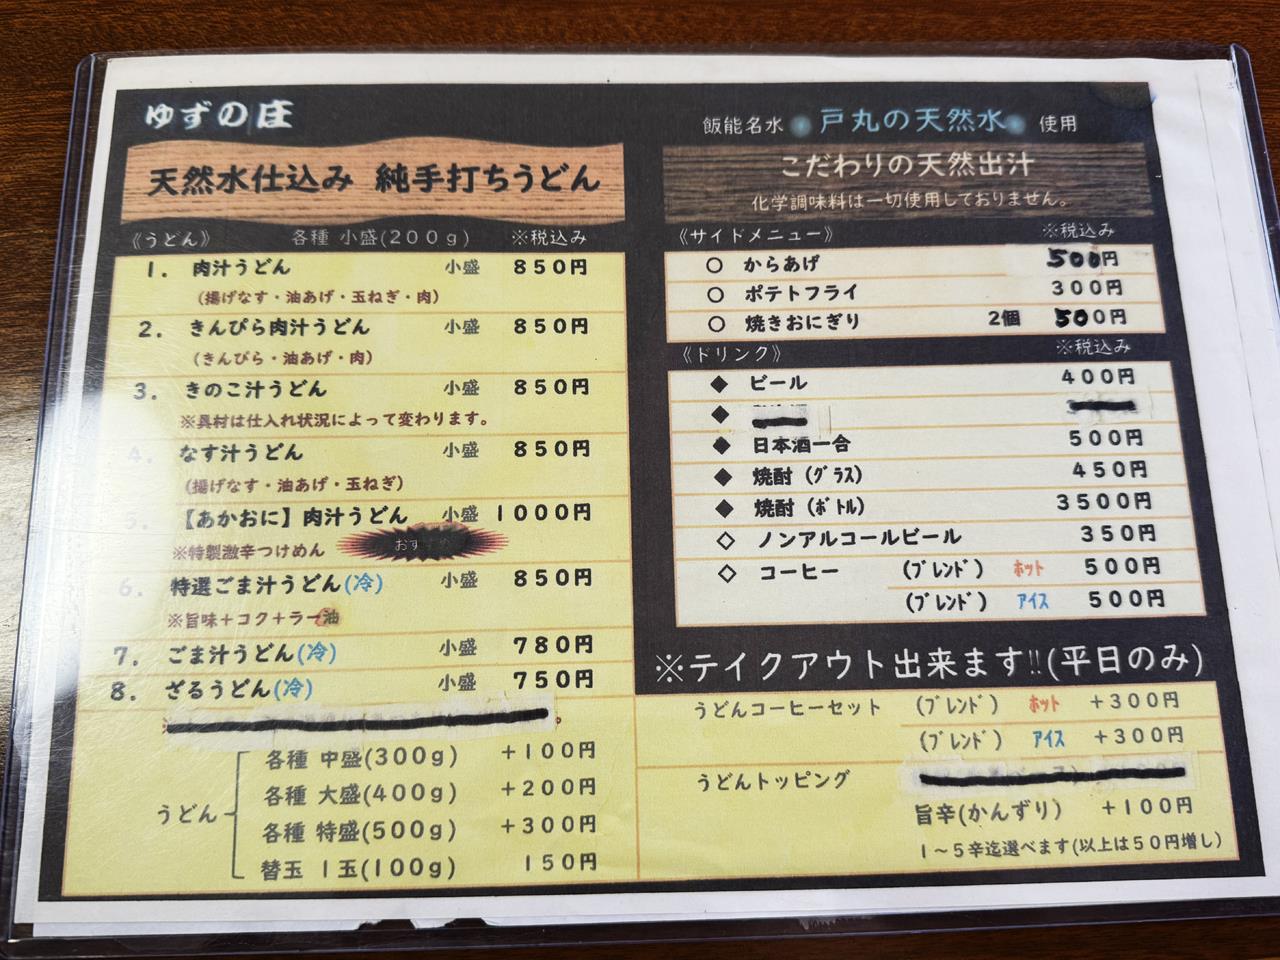 ゆずの庄
天然水仕込み 純手打ちうどん
《うどん》 各種 小盛(200g) ※税込み
1. 肉汁うどん 小盛 850円
(揚げなす・油あげ・玉ねぎ・肉)
2. きんぴら肉汁うどん 小盛 850円
(きんぴら・油あげ・肉)
3. きのこ汁うどん 小盛 850円
※具材は仕入れ状況によって変わります。
4. なす汁うどん 小盛 850円
(揚げなす・油あげ・玉ねぎ)
5. 【あかおに】肉汁うどん 小盛 1000円
※特製激辛つけめん おすすめ
6. 特選ごま汁うどん(冷) 小盛 850円
※旨味+コク+ラー油
7. ごま汁うどん(冷) 小盛 780円
8. ざるうどん(冷) 小盛 750円
うどん
各種 中盛(300g) +100円
各種 大盛(400g) +200円
各種 特盛(500g) +300円
替玉 1玉(100g) 150円
飯能名水 戸丸の天然水 使用
こだわりの天然出汁
化学調味料は一切使用しておりません。
《サイドメニュー》 ※税込み
○ からあげ 500円
○ ポテトフライ 300円
○ 焼きおにぎり 2個 500円
《ドリンク》 ※税込み
◆ ビール 400円
◆
◆ 日本酒一合 500円
◆ 焼酎 (グラス) 450円
◆ 焼酎 (ボトル) 3500円
◇ ノンアルコールビール 350円
◇ コーヒー (ブレンド) ホット 500円
(ブレンド) アイス 500円
※テイクアウト出来ます!!(平日のみ)
うどんコーヒーセット (ブレンド) ホット +300円
(ブレンド) アイス +300円
うどんトッピング
旨辛(かんずり) +100円
1〜5辛迄選べます(以上は50円増し)